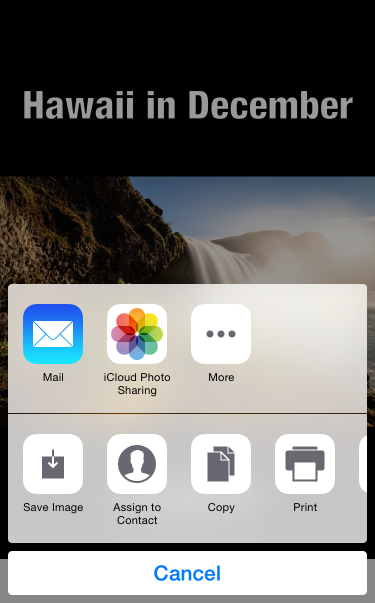 Hawaii in December
Mail
iCloud Photo
Sharing
More
Save Image
Assign to
Contact
Copy
Print
Cancel